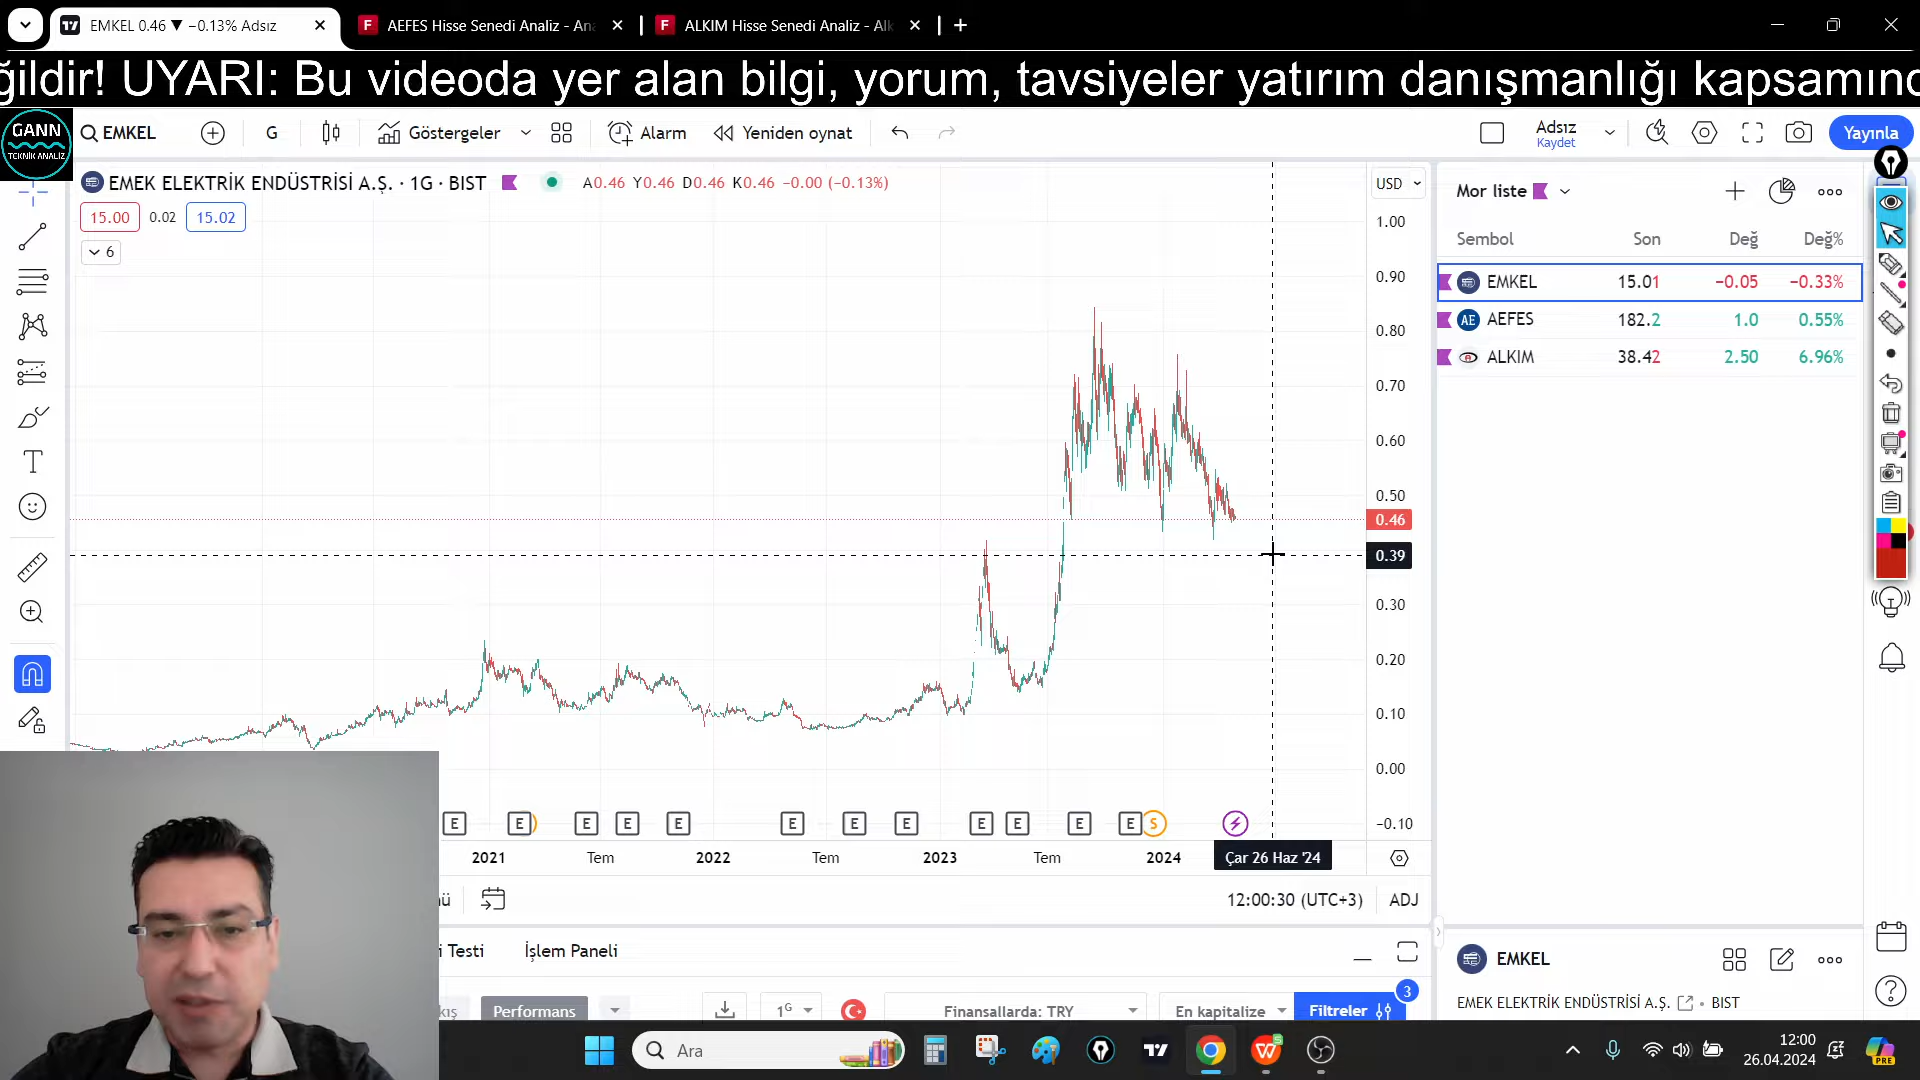 EMKEL 0.46 ▼ −0.13% Adsız
AEFES Hisse Senedi Analiz - An
ALKIM Hisse Senedi Analiz - Alk
ğildir! UYARI: Bu videoda yer alan bilgi, yorum, tavsiyeler yatırım danışmanlığı kapsamınd
GANN
TEKNİK ANALİZ
EMKEL
G
Göstergeler
Alarm
Yeniden oynat
Adsız
Kaydet
Yayınla
EMEK ELEKTRİK ENDÜSTRİSİ A.Ş. · 1G · BIST
A0.46 Y0.46 D0.46 K0.46 −0.00 (−0.13%)
USD
15.00
0.02
15.02
6
1.00
0.90
0.80
0.70
0.60
0.50
0.46
0.39
0.30
0.20
0.10
0.00
−0.10
Mor liste
Sembol Son Değ Değ%
EMKEL 15.01 −0.05 −0.33%
AE AEFES 182.2 1.0 0.55%
ALKIM 38.42 2.50 6.96%
E E E E E E E E E E E E S
2021 Tem 2022 Tem 2023 Tem 2024 Çar 26 Haz '24
12:00:30 (UTC+3) ADJ
i Testi
İşlem Paneli
Performans
1G
Finansallarda: TRY
En kapitalize
Filtreler
3
EMKEL
EMEK ELEKTRİK ENDÜSTRİSİ A.Ş. • BIST
Ara
12:00
26.04.2024
PRE